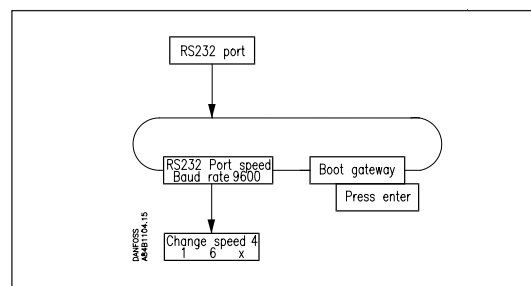 RS232 port
RS232 Port speed
Baud rate 9600
Boot gateway
Press enter
Change speed 4
1 6 x
DANFOSS
A84B1104.15